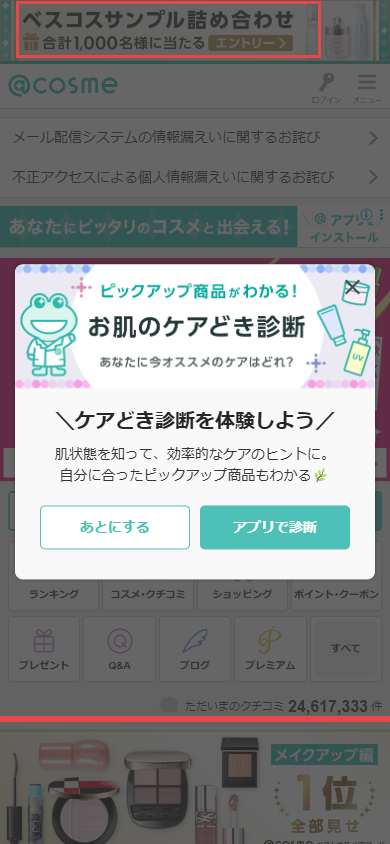 ベスコスサンプル詰め合わせ
合計1,000名様に当たる エントリー >
@cosme
ログイン
メニュー
メール配信システムの情報漏えいに関するお詫び
不正アクセスによる個人情報漏えいに関するお詫び
あなたにピッタリのコスメと出会える!
インストール
ピックアップ商品がわかる!
お肌のケアどき診断
あなたに今オススメのケアはどれ?
UV
\ケアどき診断を体験しよう/
肌状態を知って、効率的なケアのヒントに。
自分に合ったピックアップ商品もわかる
あとにする
アプリで診断
ランキング
コスメ・クチコミ
ショッピング
ポイント・クーポン
プレゼント
Q&A
ブログ
プレミアム
すべて
ただいまのクチコミ 24,617,333 件
メイクアップ編
1位
全部見せ